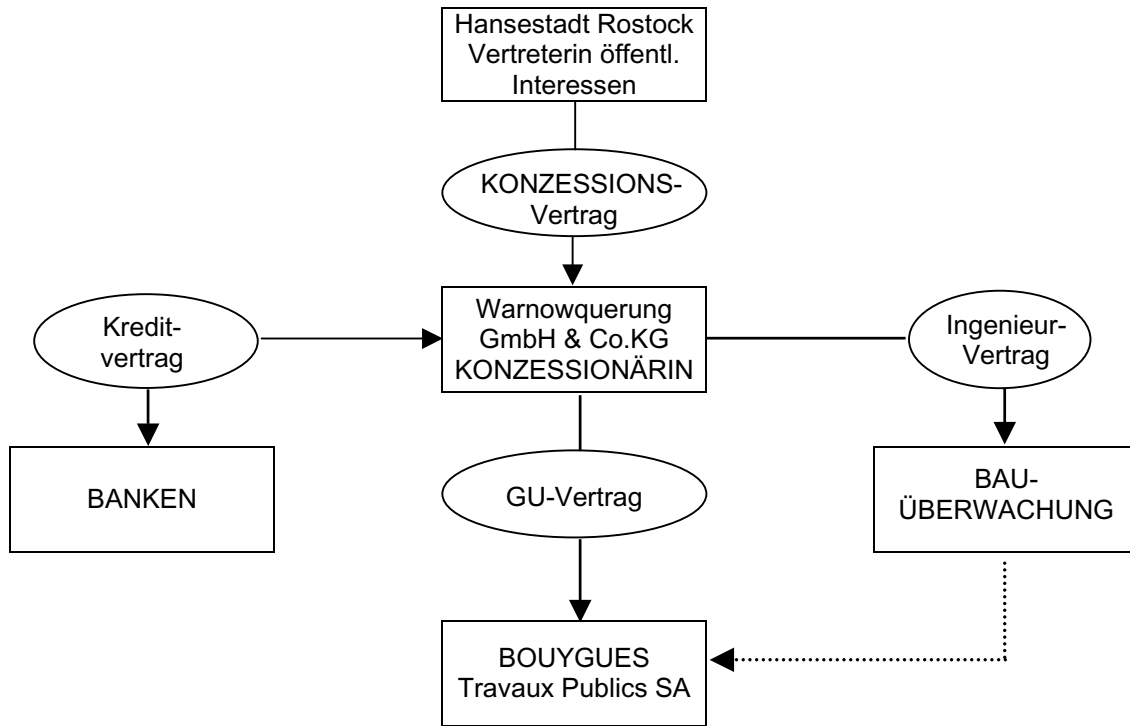 Hansestadt Rostock
Vertreterin öffentl.
Interessen
KONZESSIONS-
Vertrag
Kredit-
vertrag
Warnowquerung
GmbH & Co.KG
KONZESSIONÄRIN
Ingenieur-
Vertrag
BANKEN
GU-Vertrag
BAU-
ÜBERWACHUNG
BOUYGUES
Travaux Publics SA